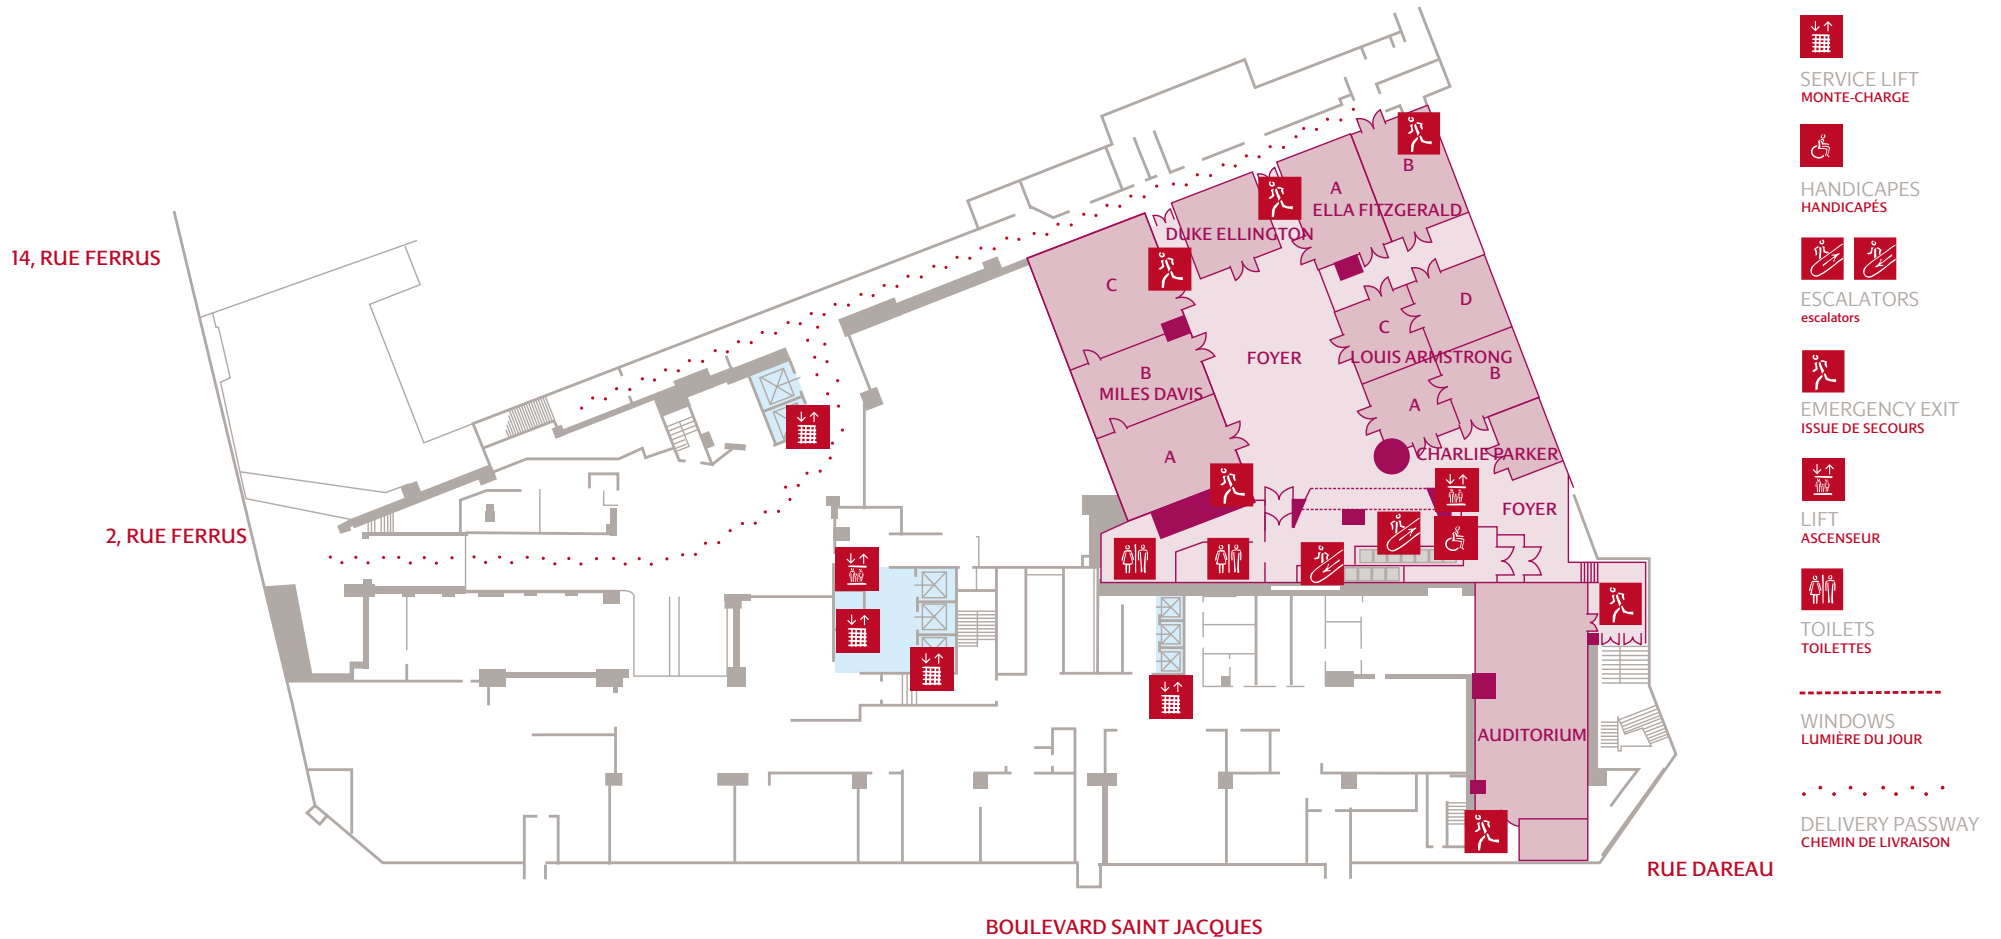 14, RUE FERRUS
2, RUE FERRUS
B
A
ELLA FITZGERALD
DUKE ELLINGTON
C
D
C
FOYER
LOUIS ARMSTRONG
B
B
MILES DAVIS
A
A
CHARLIE PARKER
FOYER
AUDITORIUM
RUE DAREAU
BOULEVARD SAINT JACQUES
SERVICE LIFT
MONTE-CHARGE
HANDICAPES
HANDICAPÉS
ESCALATORS
escalators
EMERGENCY EXIT
ISSUE DE SECOURS
LIFT
ASCENSEUR
TOILETS
TOILETTES
WINDOWS
LUMIÈRE DU JOUR
DELIVERY PASSWAY
CHEMIN DE LIVRAISON